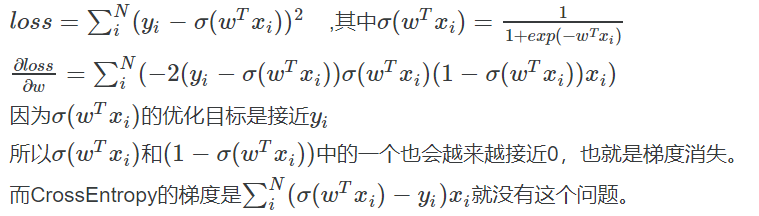 $loss = \sum_i^N (y_i - \sigma(w^T x_i))^2$ ,其中$\sigma(w^T x_i) = \frac{1}{1+exp(-w^T x_i)}$
$\frac{\partial loss}{\partial w} = \sum_i^N (-2(y_i - \sigma(w^T x_i))\sigma(w^T x_i)(1 - \sigma(w^T x_i))x_i)$
因为$\sigma(w^T x_i)$的优化目标是接近$y_i$
所以$\sigma(w^T x_i)$和$(1 - \sigma(w^T x_i))$中的一个也会越来越接近0，也就是梯度消失。
而CrossEntropy的梯度是$\sum_i^N (\sigma(w^T x_i) - y_i)x_i$就没有这个问题。